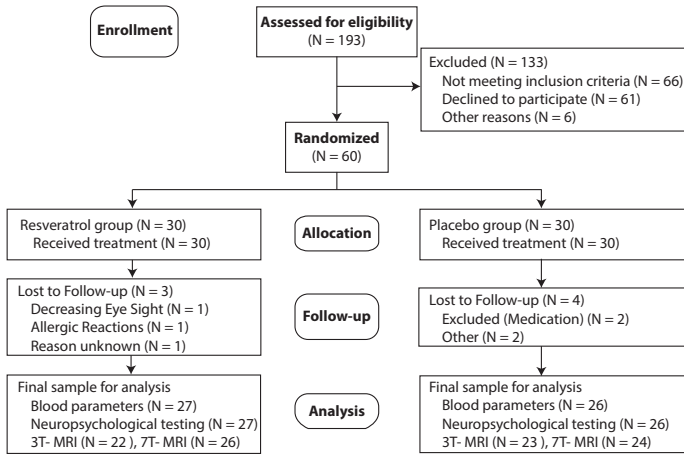 Enrollment
Assessed for eligibility
(N = 193)
Excluded (N = 133)
Not meeting inclusion criteria (N = 66)
Declined to participate (N = 61)
Other reasons (N = 6)
Randomized
(N = 60)
Resveratrol group (N = 30)
Received treatment (N = 30)
Allocation
Placebo group (N = 30)
Received treatment (N = 30)
Lost to Follow-up (N = 3)
Decreasing Eye Sight (N = 1)
Allergic Reactions (N = 1)
Reason unknown (N = 1)
Follow-up
Lost to Follow-up (N = 4)
Excluded (Medication) (N = 2)
Other (N = 2)
Final sample for analysis
Blood parameters (N = 27)
Neuropsychological testing (N = 27)
3T- MRI (N = 22 ), 7T- MRI (N = 26)
Analysis
Final sample for analysis
Blood parameters (N = 26)
Neuropsychological testing (N = 26)
3T- MRI (N = 23 ), 7T- MRI (N = 24)